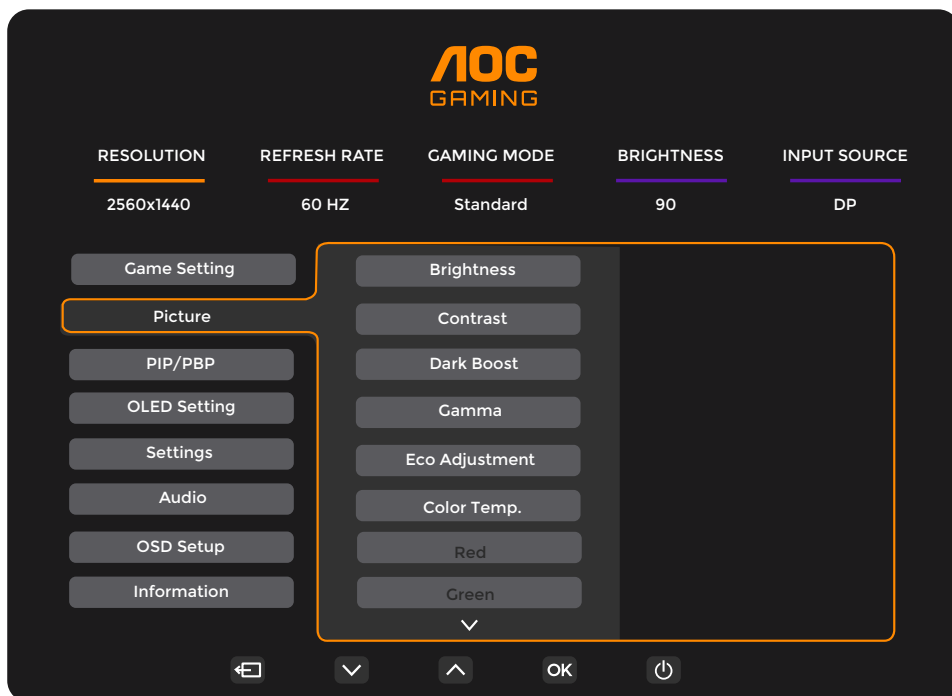 AOC
GAMING
RESOLUTION REFRESH RATE GAMING MODE BRIGHTNESS INPUT SOURCE
2560x1440 60 HZ Standard 90 DP
Game Setting
Picture
PIP/PBP
OLED Setting
Settings
Audio
OSD Setup
Information
Brightness
Contrast
Dark Boost
Gamma
Eco Adjustment
Color Temp.
Red
Green
OK